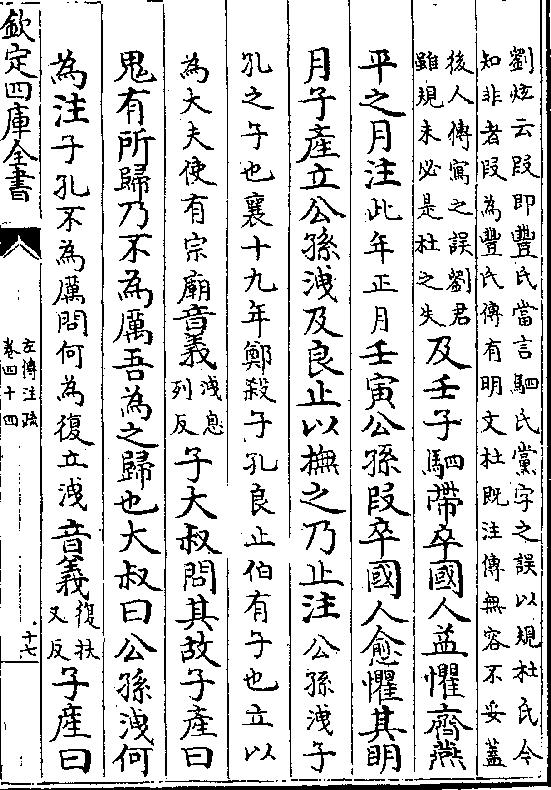 劉炫云段即豐氏當言駟氏黨字之誤以規杜氏今
知非者段為豐氏傳有明文杜既注傳無容不妥蓋
後人傳寫之誤劉君
雖規未必是杜之失
及壬子駟帶卒國人益懼齊燕
平之月注此年正月壬寅公孫段卒國人愈懼其明
月子產立公孫洩及良止以撫之乃止注公孫洩子
孔之子也襄十九年鄭殺子孔良止伯有子也立以
為大夫使有宗廟音義洩息
列反
子大叔問其故子產曰
鬼有所歸乃不為厲吾為之歸也大叔曰公孫洩何
為注子孔不為厲問何為復立洩音義復扶
又反
子產曰
欽定四庫全書
左傳注疏
卷四十四
十七